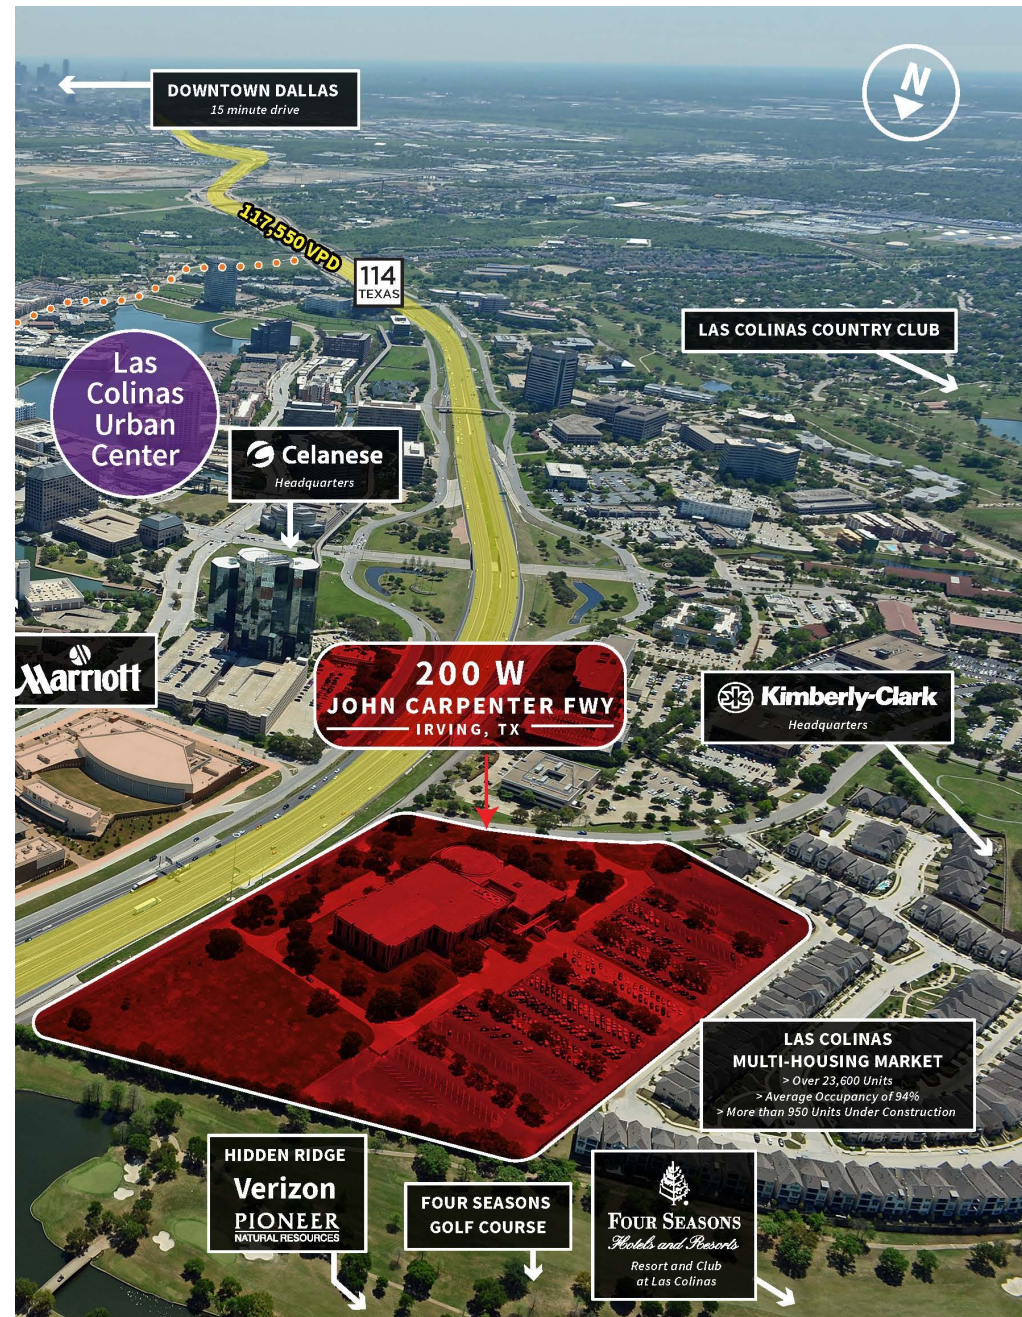 DOWNTOWN DALLAS
15 minute drive
N
117,550 VPD
114
TEXAS
LAS COLINAS COUNTRY CLUB
Las
Colinas
Urban
Center
Celanese
Headquarters
Marriott
200 W
JOHN CARPENTER FWY
IRVING, TX
Kimberly-Clark
Headquarters
LAS COLINAS
MULTI-HOUSING MARKET
> Over 23,600 Units
> Average Occupancy of 94%
> More than 950 Units Under Construction
HIDDEN RIDGE
Verizon
PIONEER
NATURAL RESOURCES
FOUR SEASONS
GOLF COURSE
FOUR SEASONS
Hotels and Resorts
Resort and Club
at Las Colinas